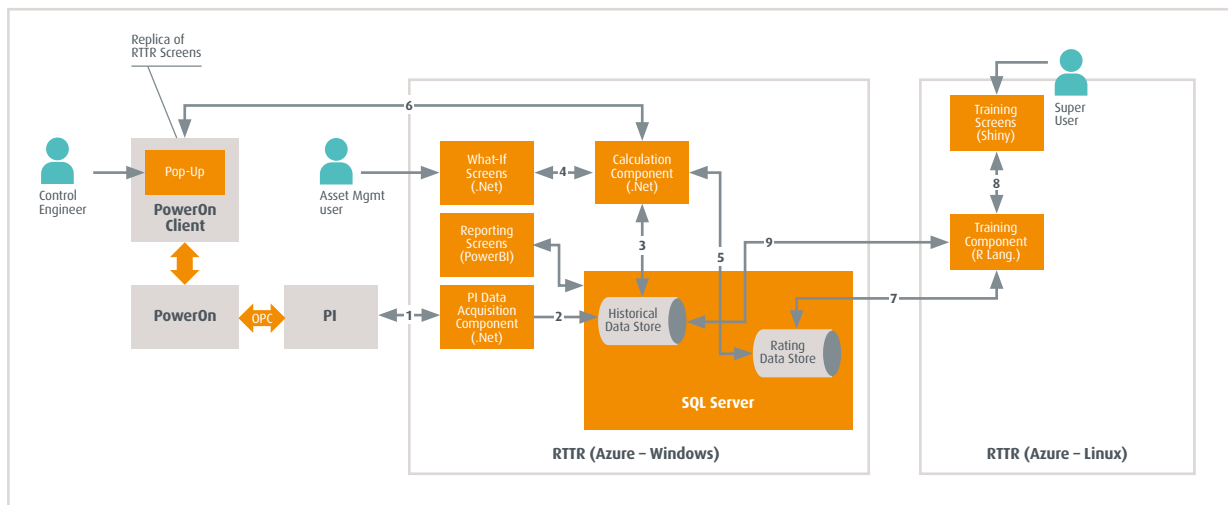 Replica of
RTTR Screens
Control
Engineer
Pop-Up
PowerOn
Client
PowerOn
OPC
PI
Asset Mgmt
user
6
What-If
Screens
(.Net)
4
Calculation
Component
(.Net)
Reporting
Screens
(PowerBI)
3
5
9
1
PI Data
Acquisition
Component
(.Net)
2
Historical
Data Store
Rating
Data Store
7
SQL Server
RTTR (Azure – Windows)
Super
User
Training
Screens
(Shiny)
8
Training
Component
(R Lang.)
RTTR (Azure – Linux)